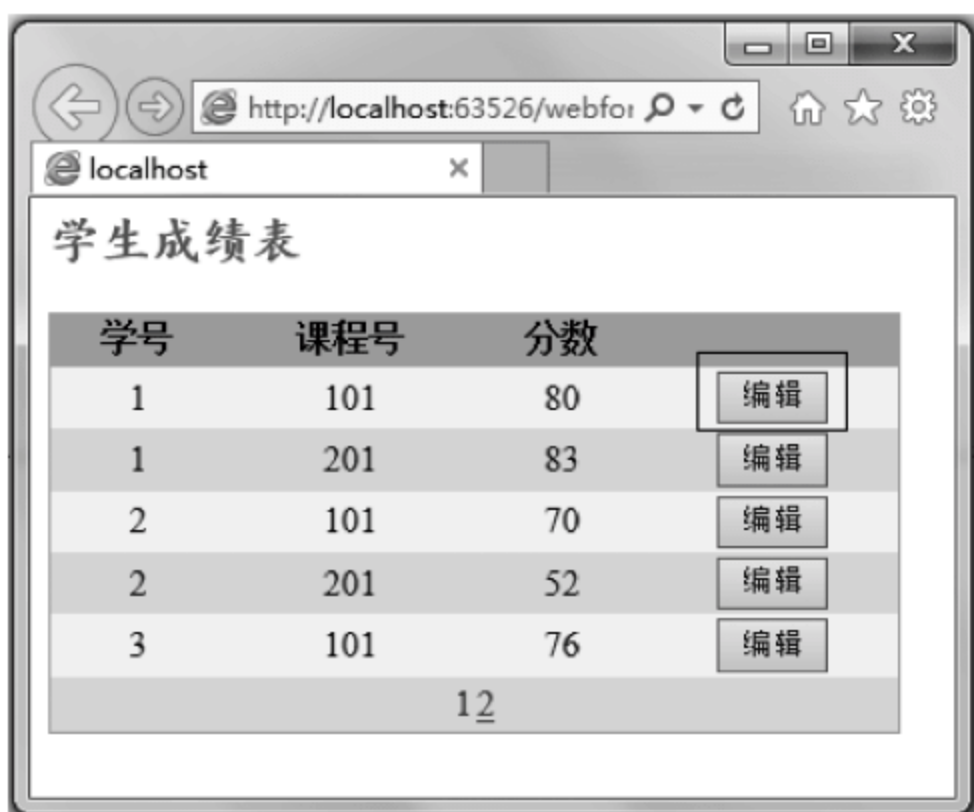 http://localhost:63526/webfor
localhost
学生成绩表
学号 课程号 分数
1 101 80 编辑
1 201 83 编辑
2 101 70 编辑
2 201 52 编辑
3 101 76 编辑
1 2